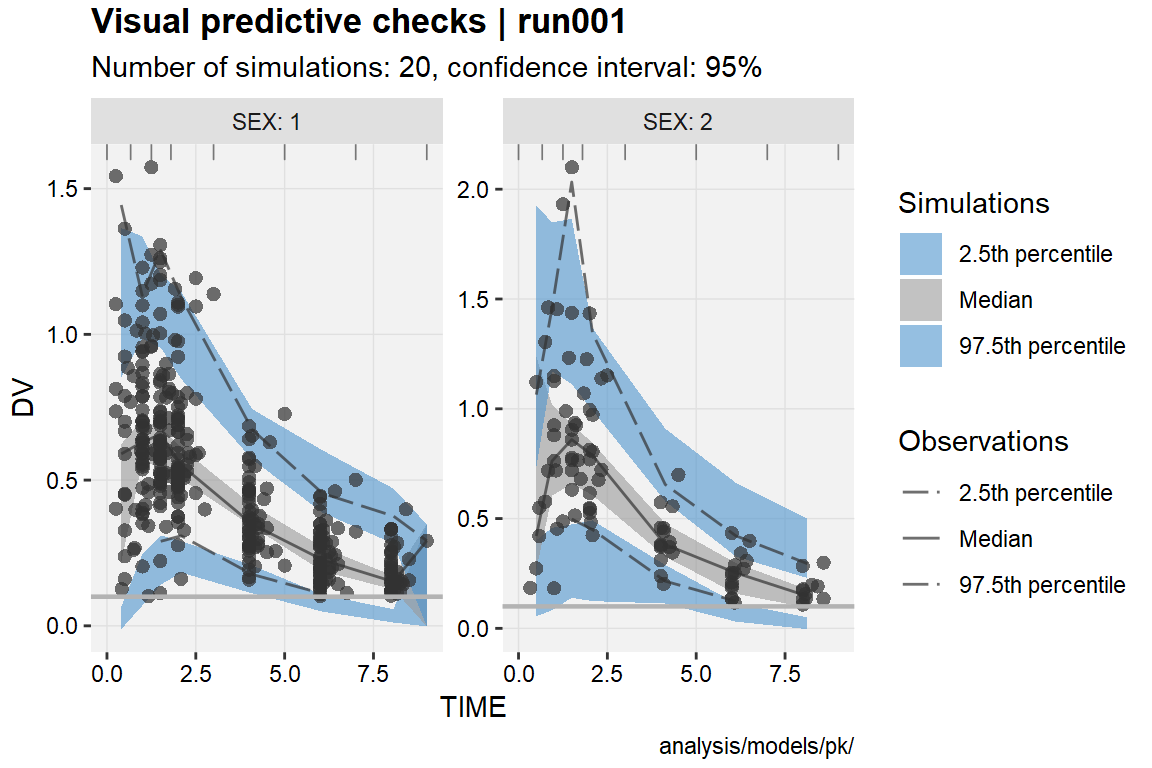 Visual predictive checks | run001
Number of simulations: 20, confidence interval: 95%
SEX: 1
SEX: 2
DV
1.5
1.0
0.5
0.0
2.0
1.5
1.0
0.5
0.0
0.0 2.5 5.0 7.5
0.0 2.5 5.0 7.5
TIME
analysis/models/pk/
Simulations
2.5th percentile
Median
97.5th percentile
Observations
2.5th percentile
Median
97.5th percentile